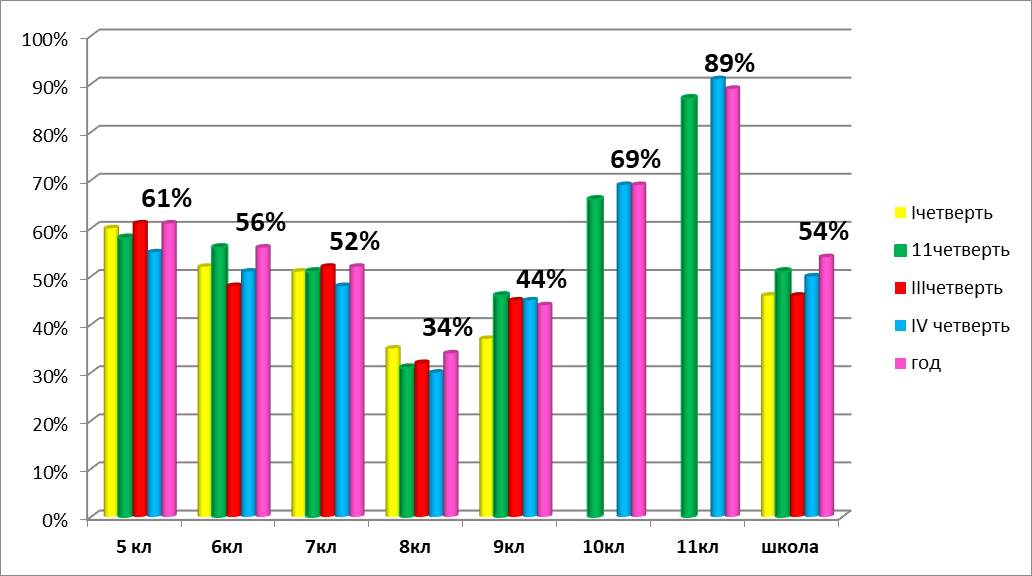 100%
90%
80%
70%
60%
50%
40%
30%
20%
10%
0%
61%
56%
52%
34%
44%
69%
89%
54%
5 кл
6кл
7кл
8кл
9кл
10кл
11кл
школа
Iчетверть
11четверть
IIIчетверть
IV четверть
год